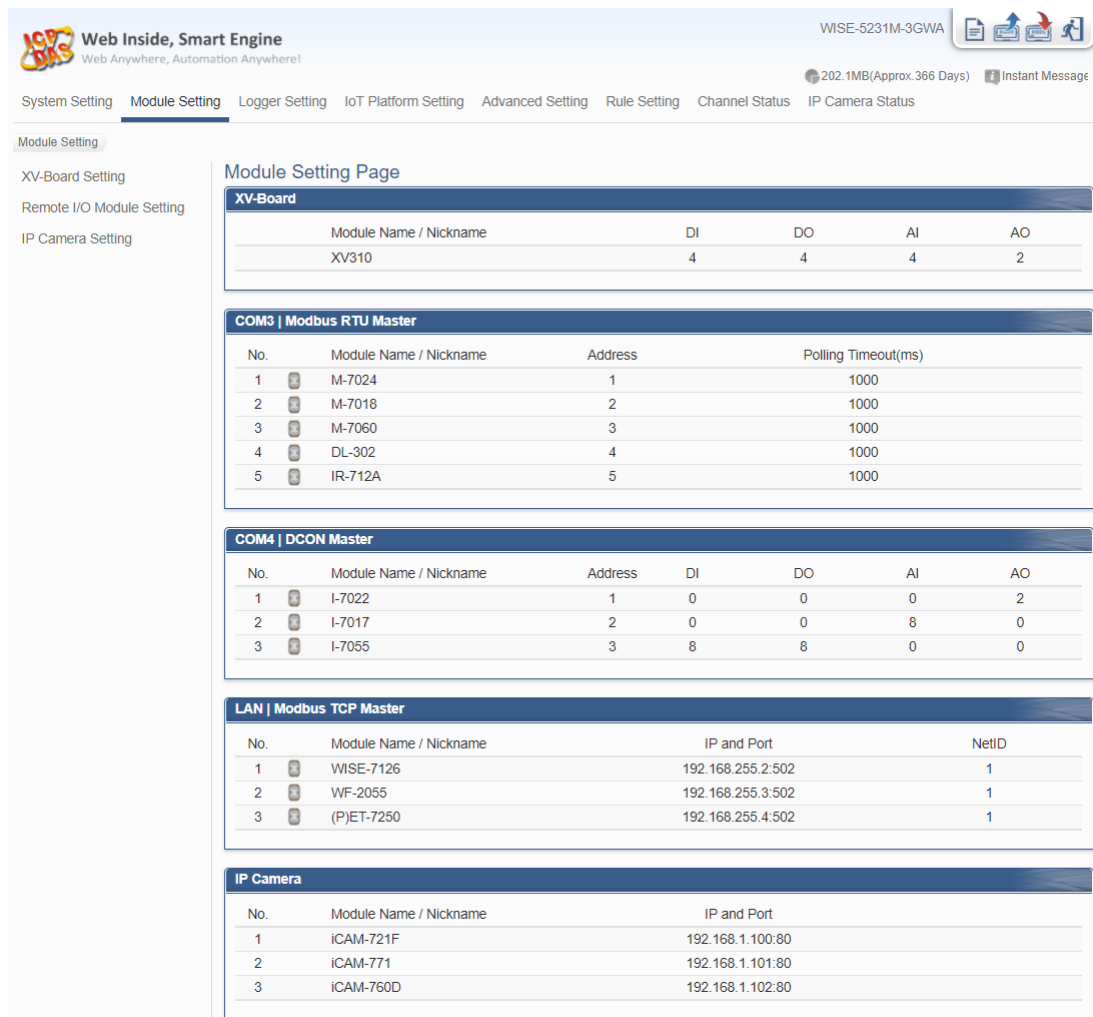 ICP DAS
Web Inside, Smart Engine
Web Anywhere, Automation Anywhere!
WISE-5231M-3GWA
202.1MB(Approx.366 Days) Instant Message
System Setting Module Setting Logger Setting IoT Platform Setting Advanced Setting Rule Setting Channel Status IP Camera Status
Module Setting
XV-Board Setting
Remote I/O Module Setting
IP Camera Setting
Module Setting Page
XV-Board
Module Name / Nickname DI DO AI AO
XV310 4 4 4 2
COM3 | Modbus RTU Master
No. Module Name / Nickname Address Polling Timeout(ms)
1 M-7024 1 1000
2 M-7018 2 1000
3 M-7060 3 1000
4 DL-302 4 1000
5 IR-712A 5 1000
COM4 | DCON Master
No. Module Name / Nickname Address DI DO AI AO
1 I-7022 1 0 0 0 2
2 I-7017 2 0 0 8 0
3 I-7055 3 8 8 0 0
LAN | Modbus TCP Master
No. Module Name / Nickname IP and Port NetID
1 WISE-7126 192.168.255.2:502 1
2 WF-2055 192.168.255.3:502 1
3 (P)ET-7250 192.168.255.4:502 1
IP Camera
No. Module Name / Nickname IP and Port
1 iCAM-721F 192.168.1.100:80
2 iCAM-771 192.168.1.101:80
3 iCAM-760D 192.168.1.102:80